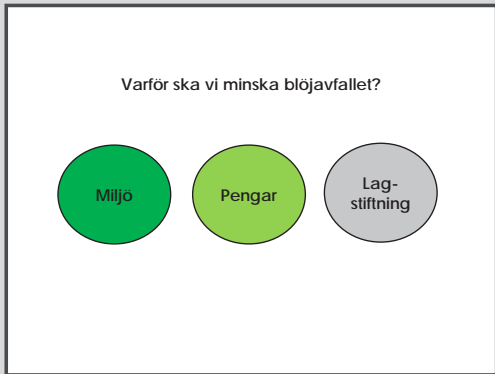 Varför ska vi minska blöjavfallet?
Miljö
Pengar
Lag-
stiftning